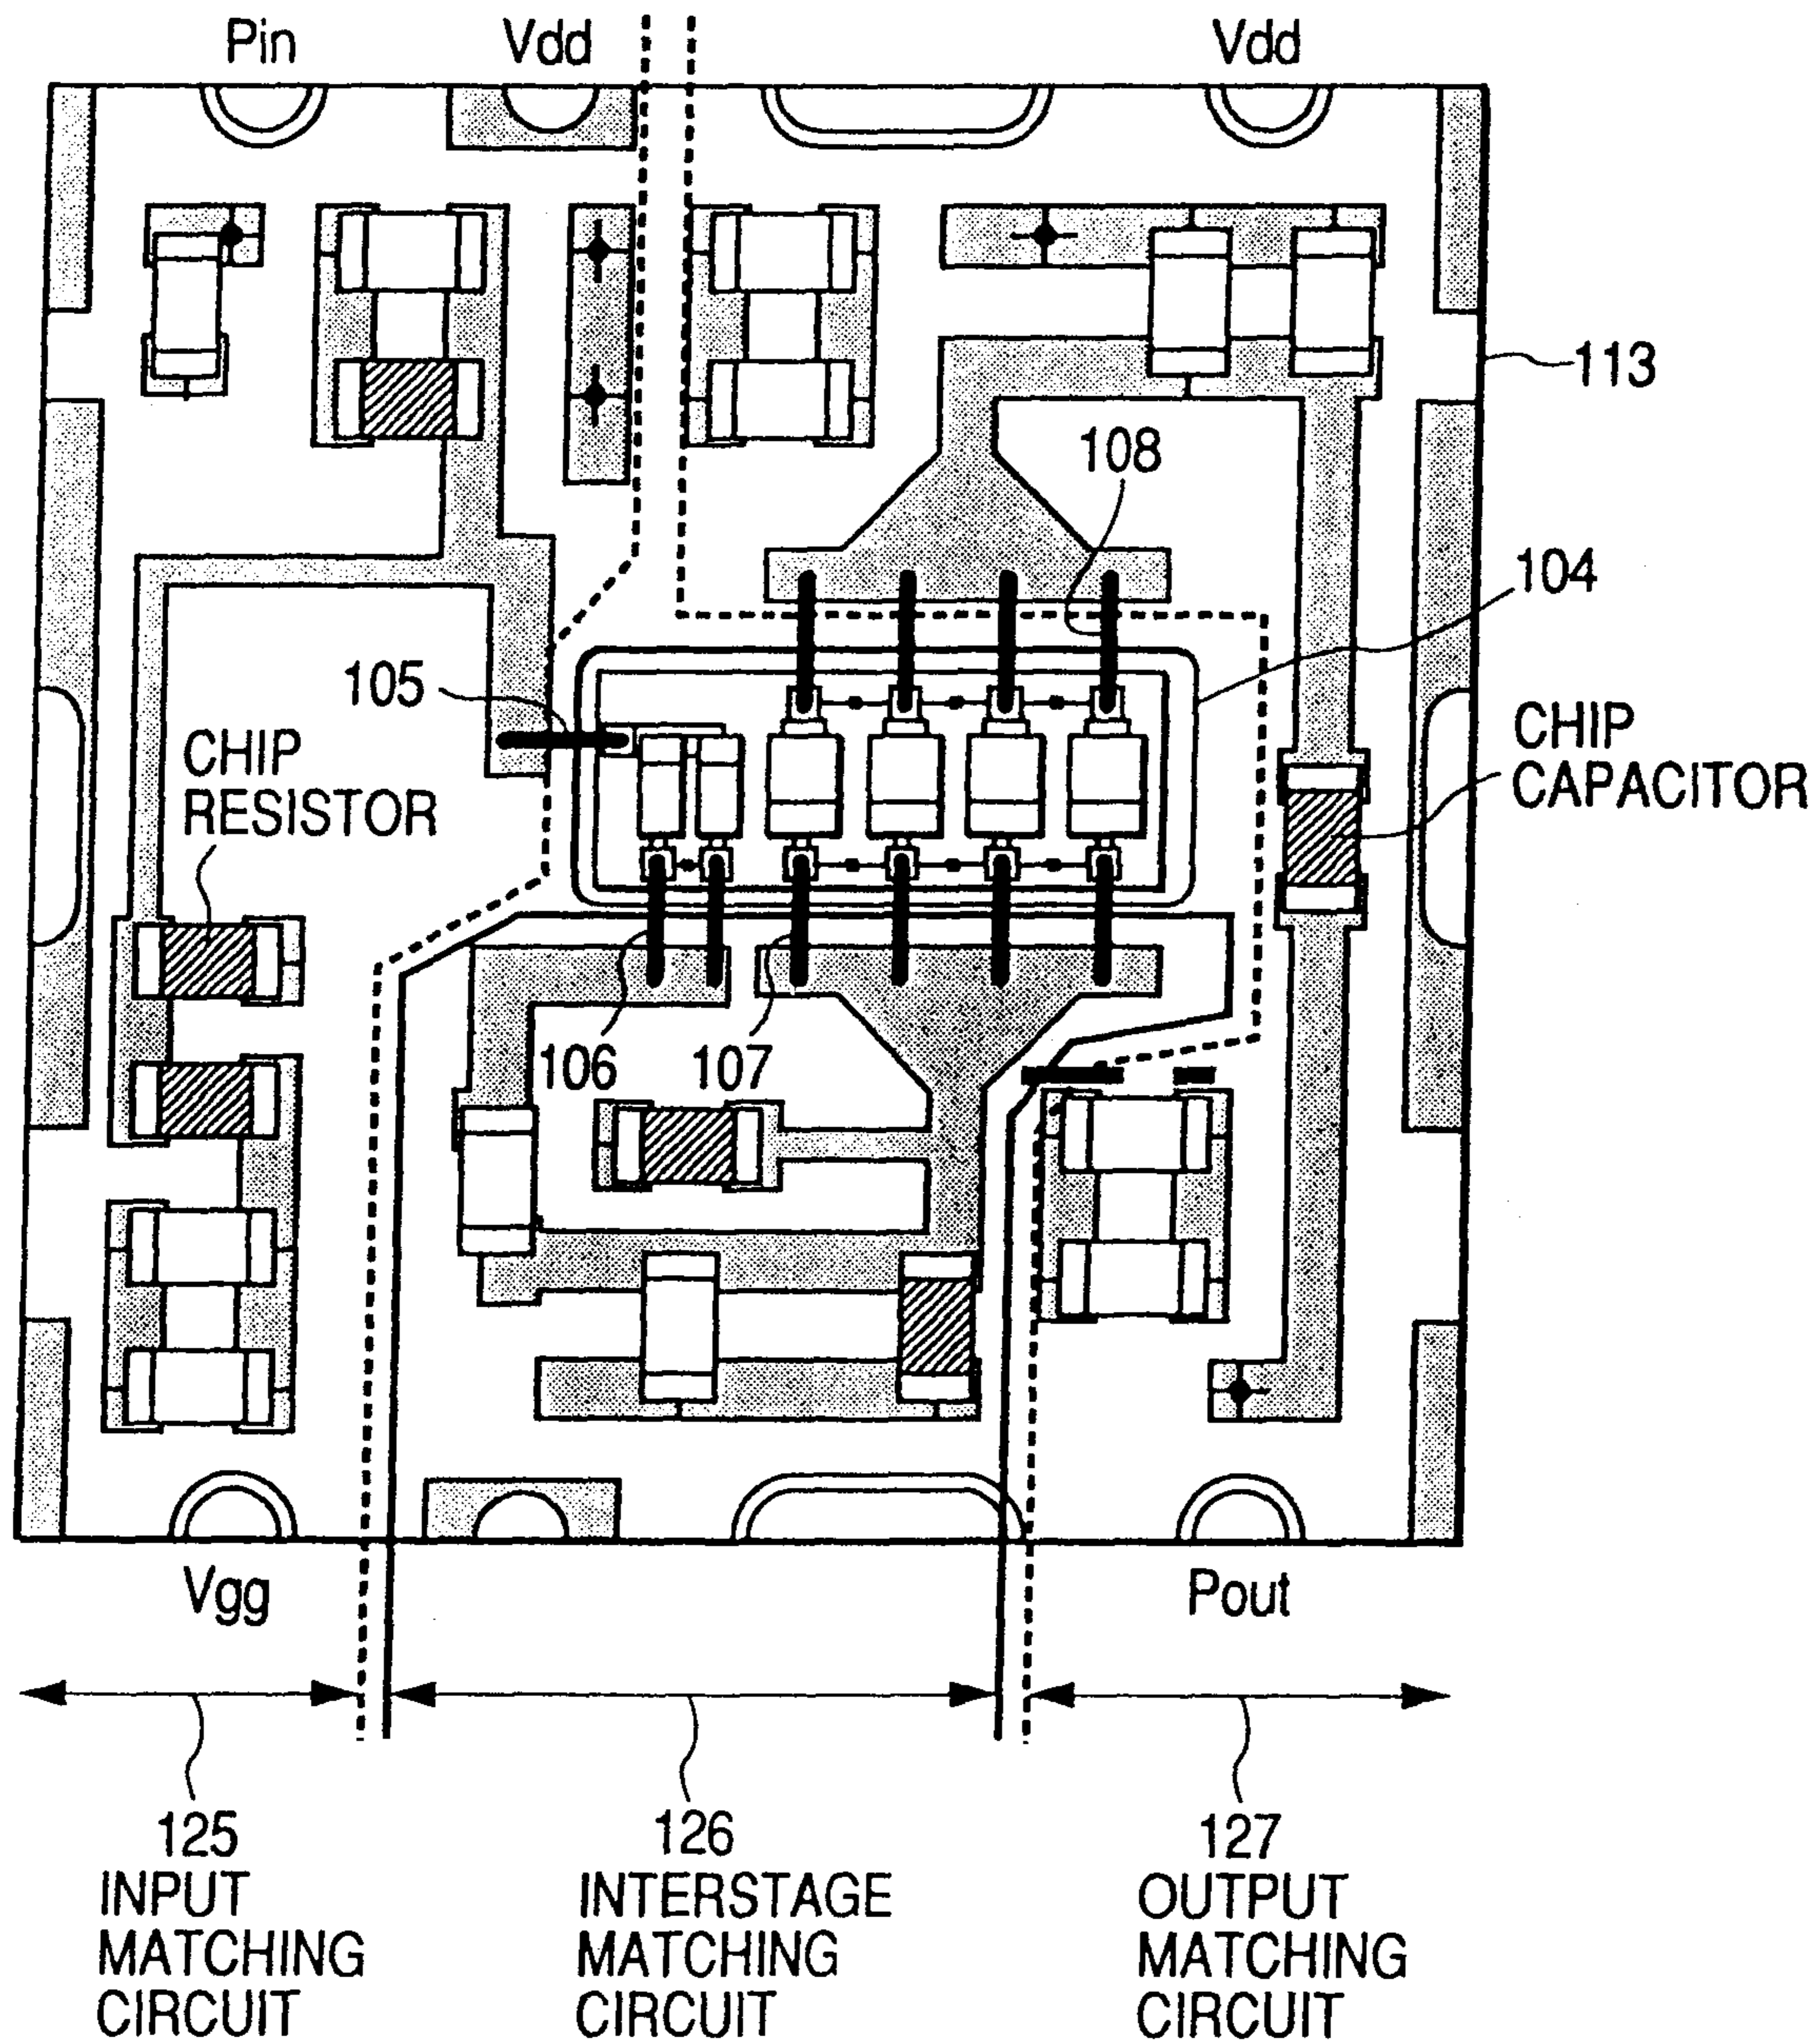 Pin
Vdd
Vdd
113
108
104
105
CHIP
RESISTOR
CHIP
CAPACITOR
106
107
Vgg
Pout
125
INPUT
MATCHING
CIRCUIT
126
INTERSTAGE
MATCHING
CIRCUIT
127
OUTPUT
MATCHING
CIRCUIT